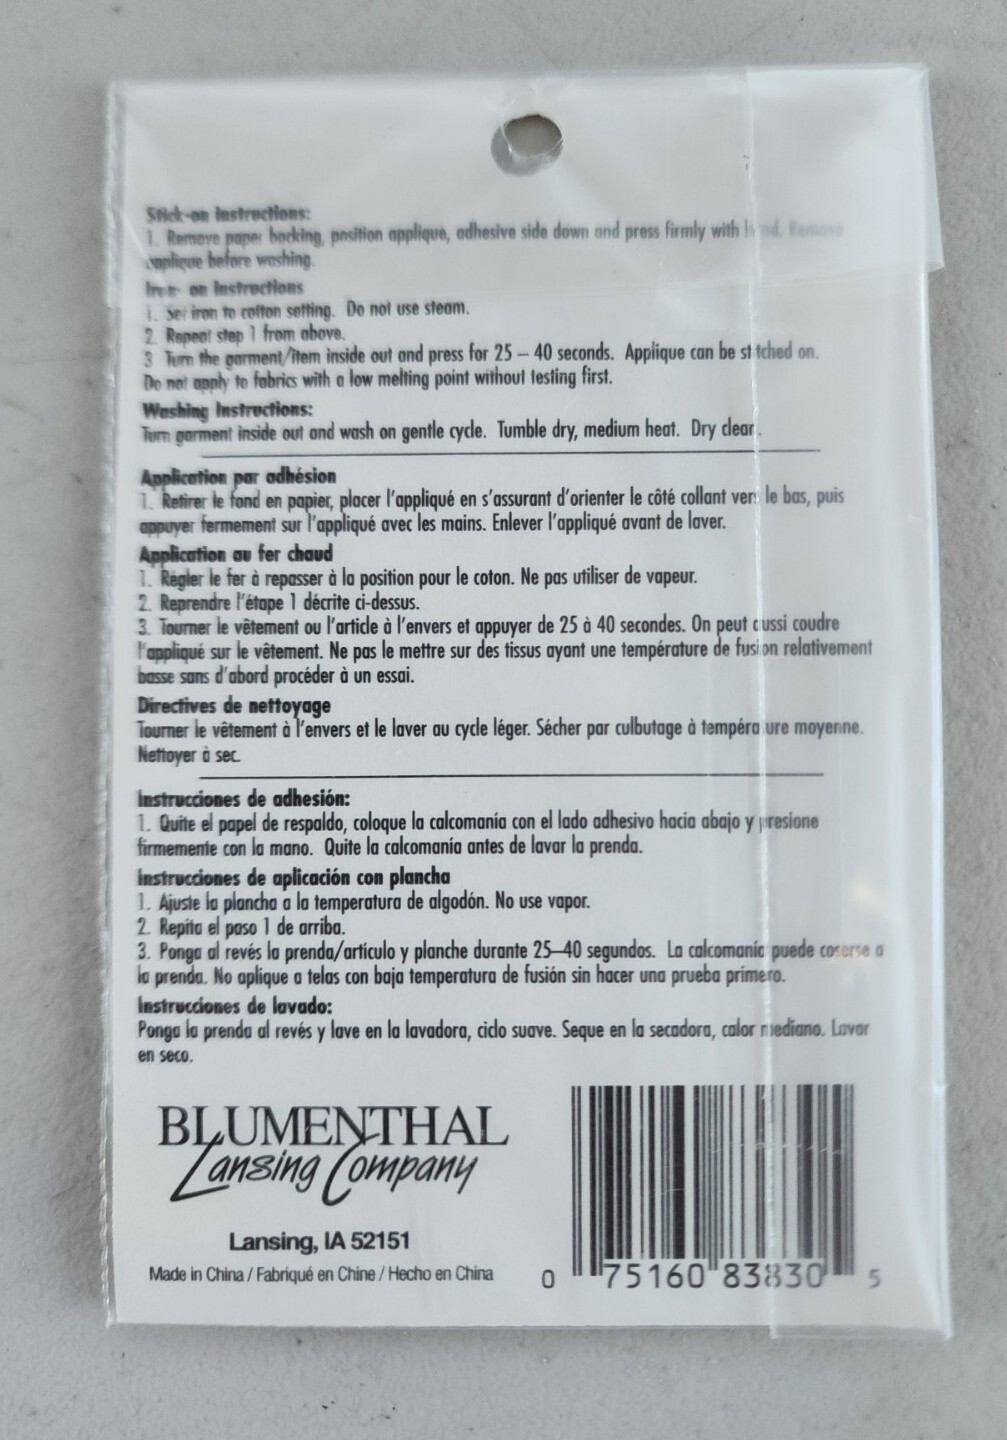 Stick-on Instructions:
1. Remove paper backing, position applique, adhesive side down and press firmly with hand. Remove
applique before washing.
Iron- on Instructions
1. Set iron to cotton setting. Do not use steam.
2. Repeat step 1 from above.
3 Turn the garment/item inside out and press for 25 – 40 seconds. Applique can be stitched on.
Do not apply to fabrics with a low melting point without testing first.
Washing Instructions:
Turn garment inside out and wash on gentle cycle. Tumble dry, medium heat. Dry clean.
Application par adhésion
1. Retirer le fond en papier, placer l'appliqué en s'assurant d'orienter le côté collant vers le bas, puis
appuyer fermement sur l'appliqué avec les mains. Enlever l'appliqué avant de laver.
Application au fer chaud
1. Régler le fer à repasser à la position pour le coton. Ne pas utiliser de vapeur.
2. Reprendre l'étape 1 décrite ci-dessus.
3. Tourner le vêtement ou l'article à l'envers et appuyer de 25 à 40 secondes. On peut aussi coudre
l'appliqué sur le vêtement. Ne pas le mettre sur des tissus ayant une température de fusion relativement
basse sans d'abord procéder à un essai.
Directives de nettoyage
Tourner le vêtement à l'envers et le laver au cycle léger. Sécher par culbutage à température moyenne.
Nettoyer à sec.
Instrucciones de adhesión:
1. Quite el papel de respaldo, coloque la calcomanía con el lado adhesivo hacia abajo y presione
firmemente con la mano. Quite la calcomanía antes de lavar la prenda.
Instrucciones de aplicación con plancha
1. Ajuste la plancha a la temperatura de algodón. No use vapor.
2. Repita el paso 1 de arriba.
3. Ponga al revés la prenda/artículo y planche durante 25–40 segundos. La calcomanía puede coserse a
la prenda. No aplique a telas con baja temperatura de fusión sin hacer una prueba primero.
Instrucciones de lavado:
Ponga la prenda al revés y lave en la lavadora, ciclo suave. Seque en la secadora, calor mediano. Lavar
en seco.
BLUMENTHAL
Lansing Company
Lansing, IA 52151
Made in China / Fabriqué en Chine / Hecho en China
0 75160 83830 5